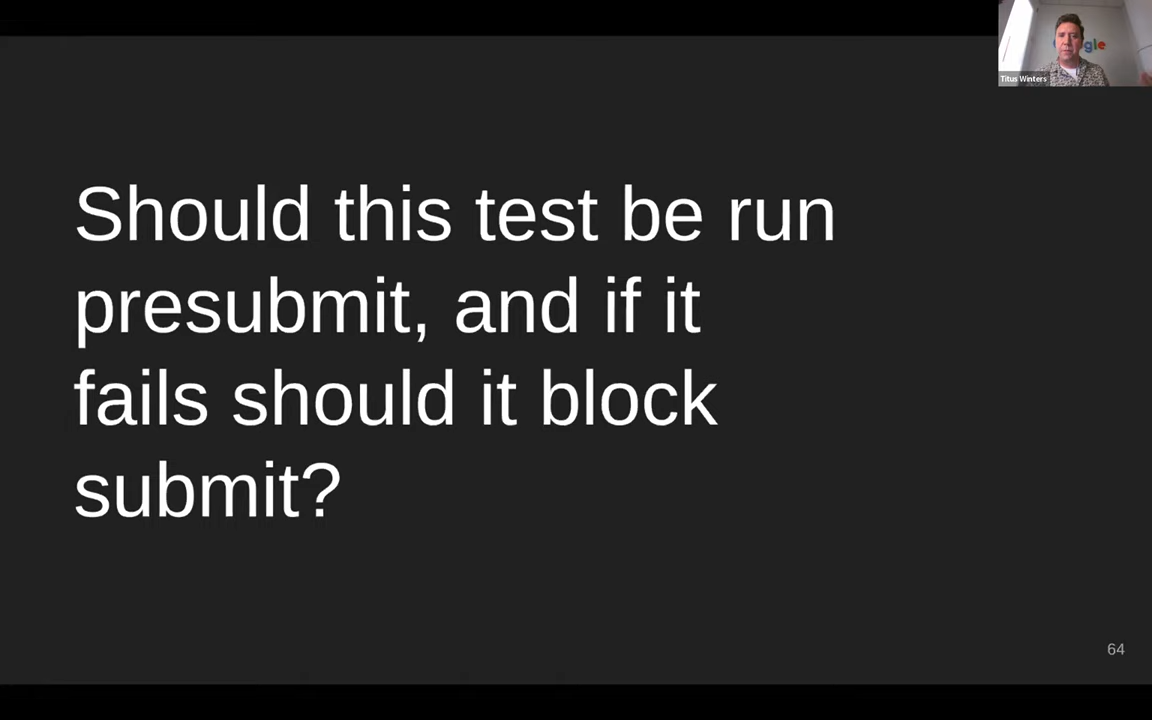 Titus Winters
Should this test be run
presubmit, and if it
fails should it block
submit?
64